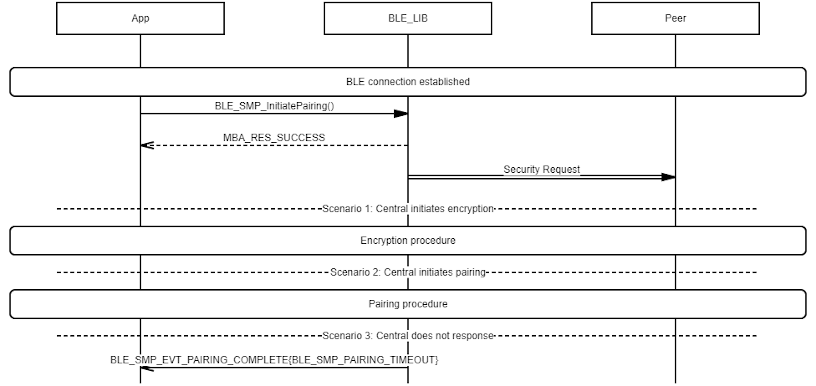 App
BLE_LIB
Peer
BLE connection established
BLE_SMP_InitiatePairing()
MBA_RES_SUCCESS
Security Request
Scenario 1: Central initiates encryption
Encryption procedure
Scenario 2: Central initiates pairing
Pairing procedure
Scenario 3: Central does not response
BLE_SMP_EVT_PAIRING_COMPLETE{BLE_SMP_PAIRING_TIMEOUT}